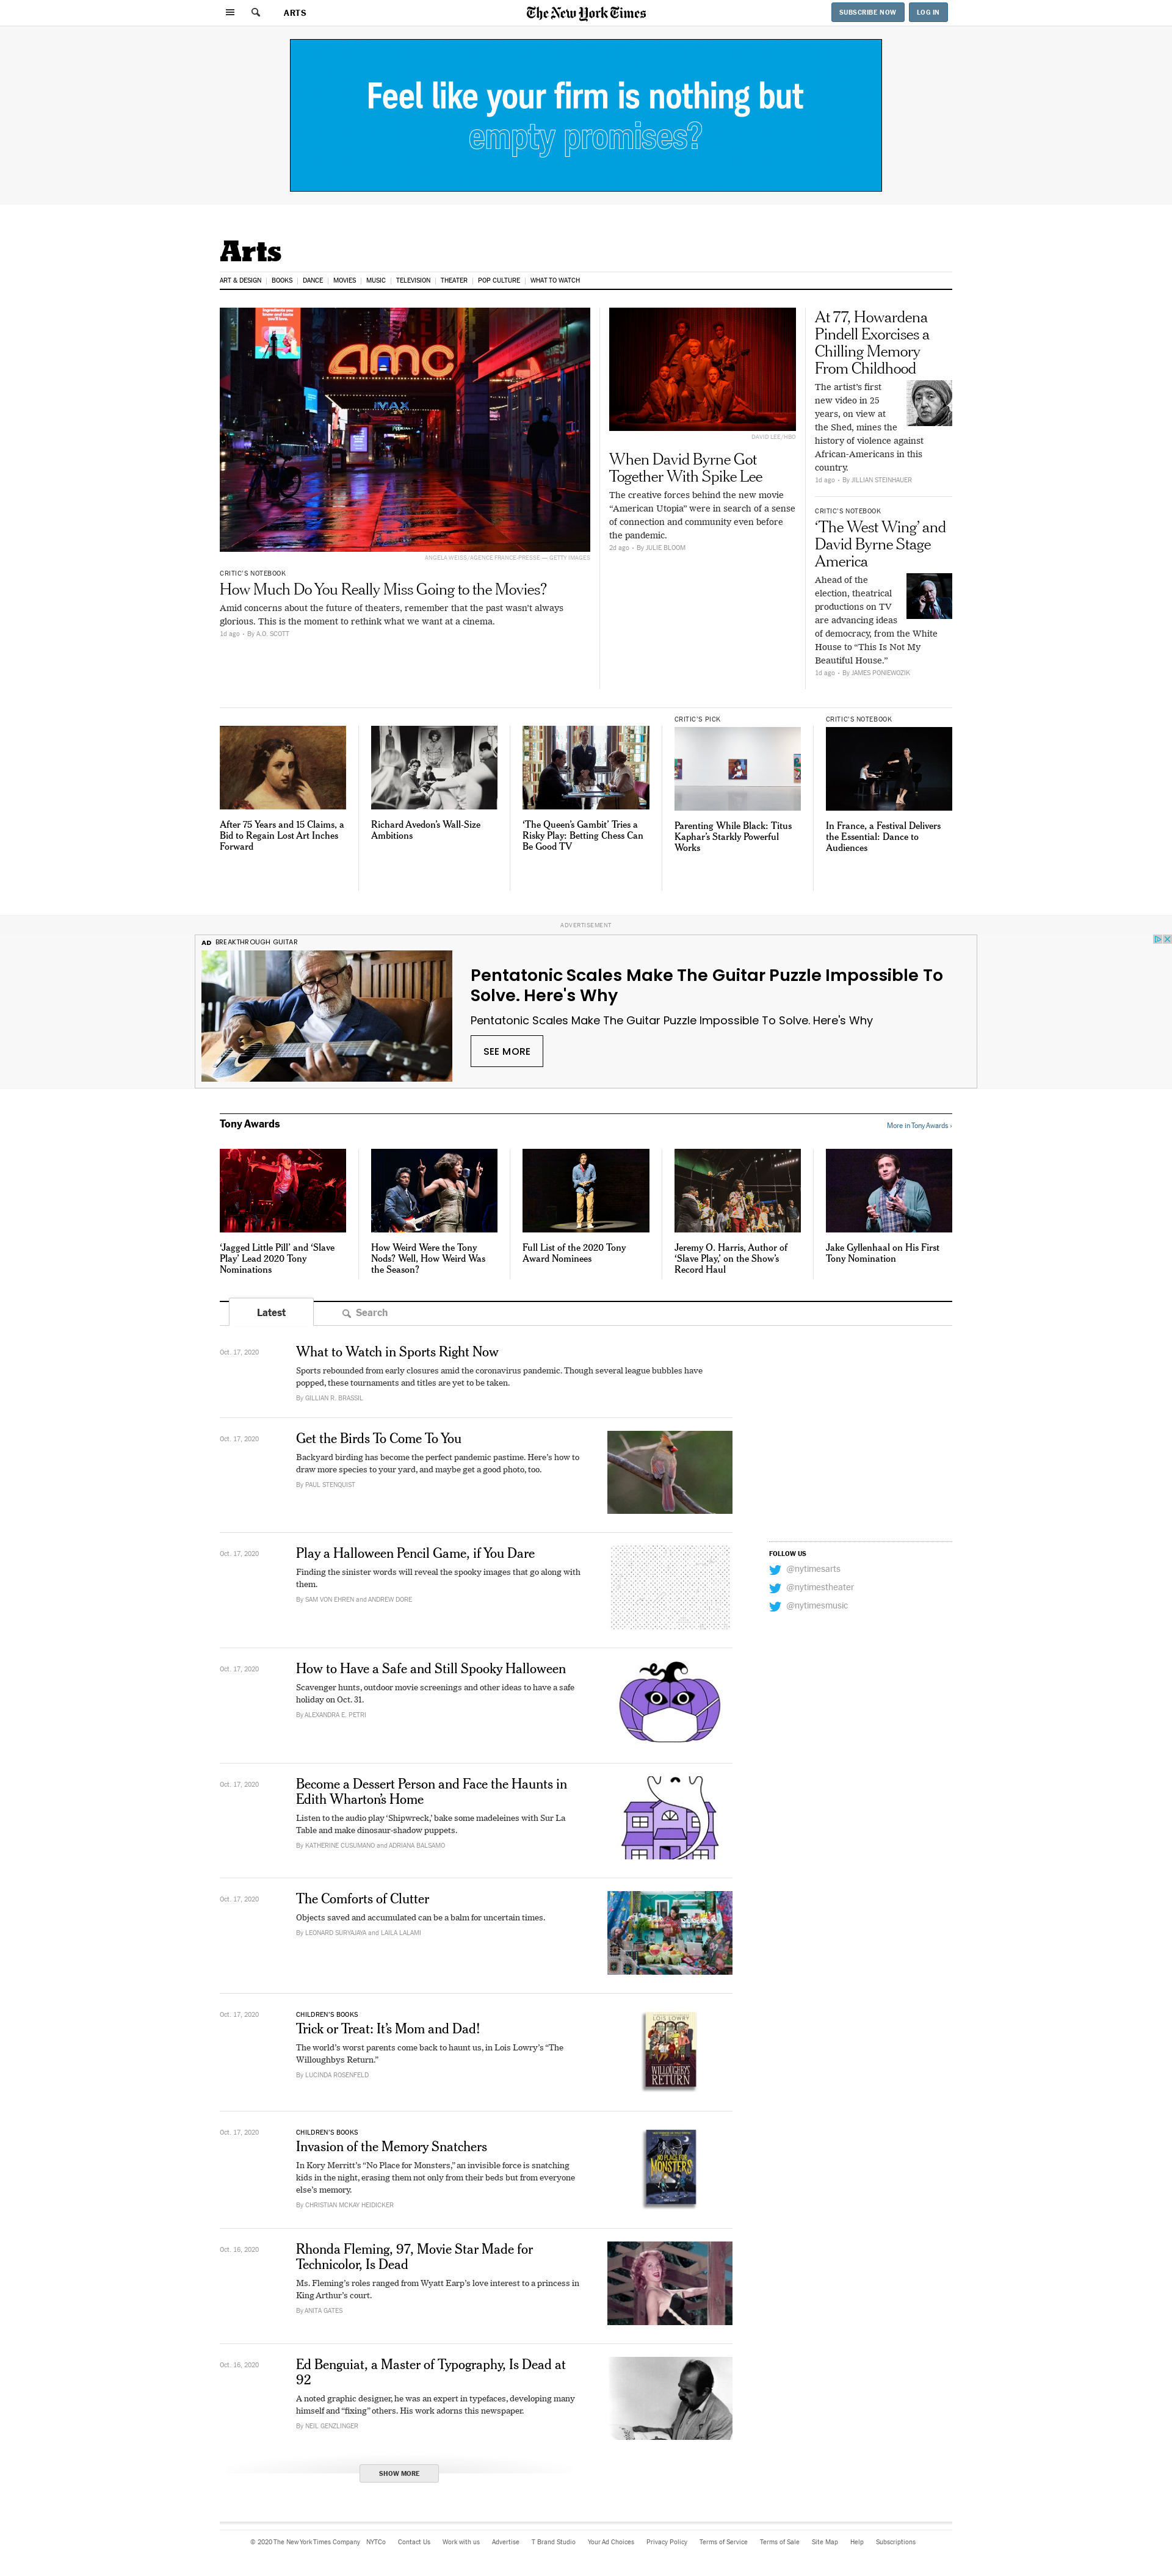 ARTS
The New York Times
SUBSCRIBE NOW
LOG IN
Feel like your firm is nothing but
empty promises?
Arts
ART & DESIGN
BOOKS
DANCE
MOVIES
MUSIC
TELEVISION
THEATER
POP CULTURE
WHAT TO WATCH
amc
IMAX
ANGELA WEISS/AGENCE FRANCE-PRESSE — GETTY IMAGES
CRITIC'S NOTEBOOK
How Much Do You Really Miss Going to the Movies?
Amid concerns about the future of theaters, remember that the past wasn't always
glorious. This is the moment to rethink what we want at a cinema.
1d ago • By A.O. SCOTT
DAVID LEE/HBO
When David Byrne Got
Together With Spike Lee
The creative forces behind the new movie
“American Utopia” were in search of a sense
of connection and community even before
the pandemic.
2d ago • By JULIE BLOOM
At 77, Howardena
Pindell Exorcises a
Chilling Memory
From Childhood
The artist's first
new video in 25
years, on view at
the Shed, mines the
history of violence against
African-Americans in this
country.
1d ago • By JILLIAN STEINHAUER
CRITIC'S NOTEBOOK
‘The West Wing’ and
David Byrne Stage
America
Ahead of the
election, theatrical
productions on TV
are advancing ideas
of democracy, from the White
House to “This Is Not My
Beautiful House.”
1d ago • By JAMES PONIEWOZIK
After 75 Years and 15 Claims, a
Bid to Regain Lost Art Inches
Forward
Richard Avedon's Wall-Size
Ambitions
‘The Queen's Gambit’ Tries a
Risky Play: Betting Chess Can
Be Good TV
CRITIC'S PICK
Parenting While Black: Titus
Kaphar's Starkly Powerful
Works
CRITIC'S NOTEBOOK
In France, a Festival Delivers
the Essential: Dance to
Audiences
ADVERTISEMENT
AD BREAKTHROUGH GUITAR
Pentatonic Scales Make The Guitar Puzzle Impossible To
Solve. Here's Why
Pentatonic Scales Make The Guitar Puzzle Impossible To Solve. Here's Why
SEE MORE
Tony Awards
More in Tony Awards ›
‘Jagged Little Pill’ and ‘Slave
Play’ Lead 2020 Tony
Nominations
How Weird Were the Tony
Nods? Well, How Weird Was
the Season?
Full List of the 2020 Tony
Award Nominees
Jeremy O. Harris, Author of
‘Slave Play,’ on the Show's
Record Haul
Jake Gyllenhaal on His First
Tony Nomination
Latest
Search
Oct. 17, 2020
What to Watch in Sports Right Now
Sports rebounded from early closures amid the coronavirus pandemic. Though several league bubbles have
popped, these tournaments and titles are yet to be taken.
By GILLIAN R. BRASSIL
Oct. 17, 2020
Get the Birds To Come To You
Backyard birding has become the perfect pandemic pastime. Here's how to
draw more species to your yard, and maybe get a good photo, too.
By PAUL STENQUIST
Oct. 17, 2020
Play a Halloween Pencil Game, if You Dare
Finding the sinister words will reveal the spooky images that go along with
them.
By SAM VON EHREN and ANDREW DORE
FOLLOW US
@nytimesarts
@nytimestheater
@nytimesmusic
Oct. 17, 2020
How to Have a Safe and Still Spooky Halloween
Scavenger hunts, outdoor movie screenings and other ideas to have a safe
holiday on Oct. 31.
By ALEXANDRA E. PETRI
Oct. 17, 2020
Become a Dessert Person and Face the Haunts in
Edith Wharton's Home
Listen to the audio play ‘Shipwreck,’ bake some madeleines with Sur La
Table and make dinosaur-shadow puppets.
By KATHERINE CUSUMANO and ADRIANA BALSAMO
Oct. 17, 2020
The Comforts of Clutter
Objects saved and accumulated can be a balm for uncertain times.
By LEONARD SURYAJAYA and LAILA LALAMI
Oct. 17, 2020
CHILDREN'S BOOKS
Trick or Treat: It's Mom and Dad!
The world's worst parents come back to haunt us, in Lois Lowry's “The
Willoughbys Return.”
By LUCINDA ROSENFELD
LOIS LOWRY
WILLOUGHBYS
RETURN
Oct. 17, 2020
CHILDREN'S BOOKS
Invasion of the Memory Snatchers
In Kory Merritt's “No Place for Monsters,” an invisible force is snatching
kids in the night, erasing them not only from their beds but from everyone
else's memory.
By CHRISTIAN MCKAY HEIDICKER
NO PLACE FOR
MONSTERS
Oct. 16, 2020
Rhonda Fleming, 97, Movie Star Made for
Technicolor, Is Dead
Ms. Fleming's roles ranged from Wyatt Earp's love interest to a princess in
King Arthur's court.
By ANITA GATES
Oct. 16, 2020
Ed Benguiat, a Master of Typography, Is Dead at
92
A noted graphic designer, he was an expert in typefaces, developing many
himself and “fixing” others. His work adorns this newspaper.
By NEIL GENZLINGER
SHOW MORE
© 2020 The New York Times Company
NYTCo
Contact Us
Work with us
Advertise
T Brand Studio
Your Ad Choices
Privacy Policy
Terms of Service
Terms of Sale
Site Map
Help
Subscriptions